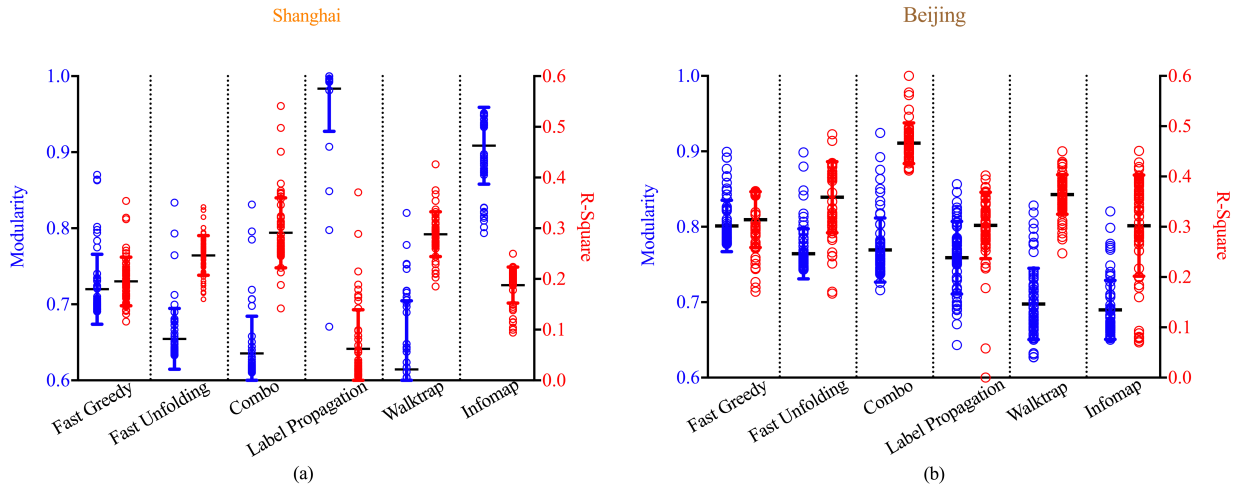 Shanghai
Modularity
1.0
0.9
0.8
0.7
0.6
0.6
0.5
0.4
0.3
0.2
0.1
0.0
R-Square
Fast Greedy
Fast Unfolding
Combo
Label Propagation
Walktrap
Infomap
(a)
Beijing
Modularity
1.0
0.9
0.8
0.7
0.6
0.6
0.5
0.4
0.3
0.2
0.1
0.0
R-Square
Fast Greedy
Fast Unfolding
Combo
Label Propagation
Walktrap
Infomap
(b)